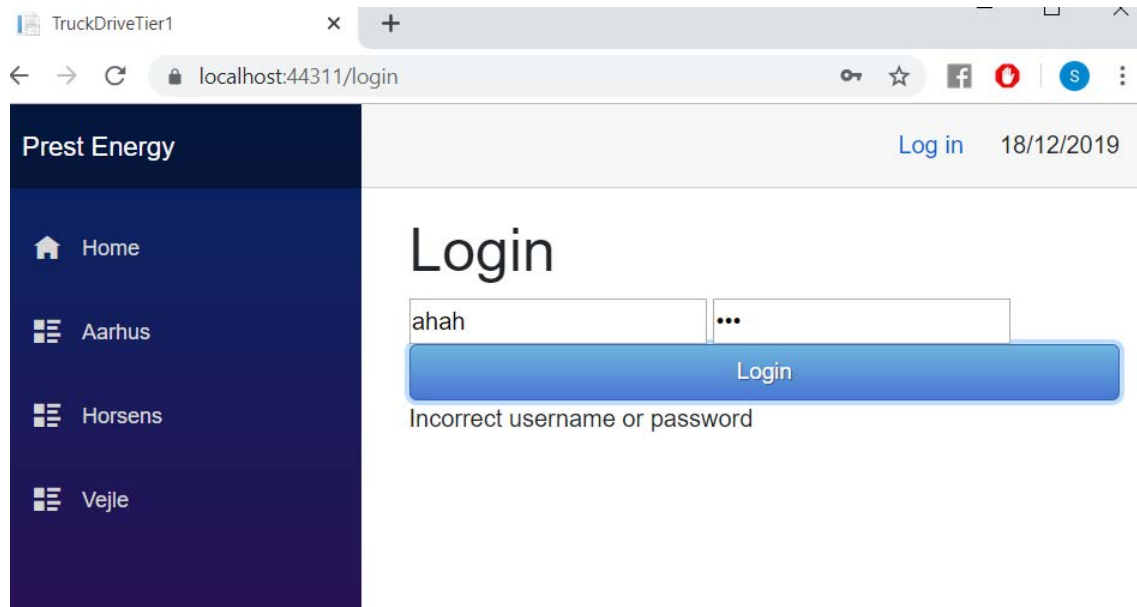 TruckDriveTier1
localhost:44311/login
S
Prest Energy
Log in 18/12/2019
Home
Aarhus
Horsens
Vejle
Login
ahah •••
Login
Incorrect username or password